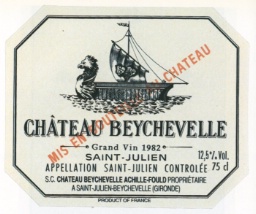 MIS EN BOUTEILLE AU CHATEAU
CHÂTEAU BEYCHEVELLE
Grand Vin 1982
SAINT-JULIEN
12,5% Vol.
APPELLATION SAINT-JULIEN CONTROLÉE 75 cl
S.C. CHÂTEAU BEYCHEVELLE ACHILLE-FOULD PROPRIÉTAIRE
A SAINT-JULIEN-BEYCHEVELLE (GIRONDE)
PRODUCT OF FRANCE